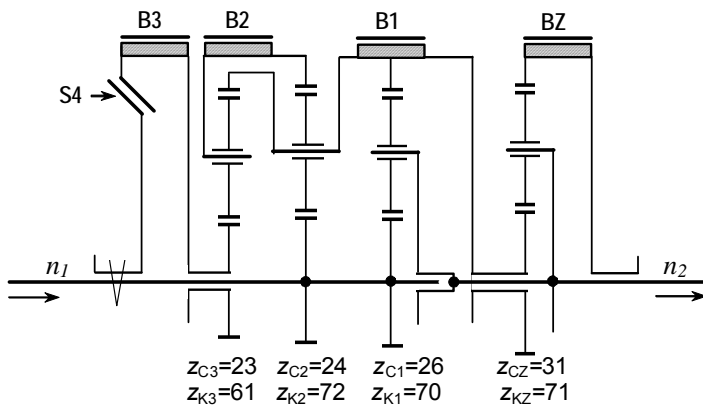 B3 B2 B1 BZ
S4
n1 n2
zC3=23 zC2=24 zC1=26 zCZ=31
zK3=61 zK2=72 zK1=70 zKZ=71